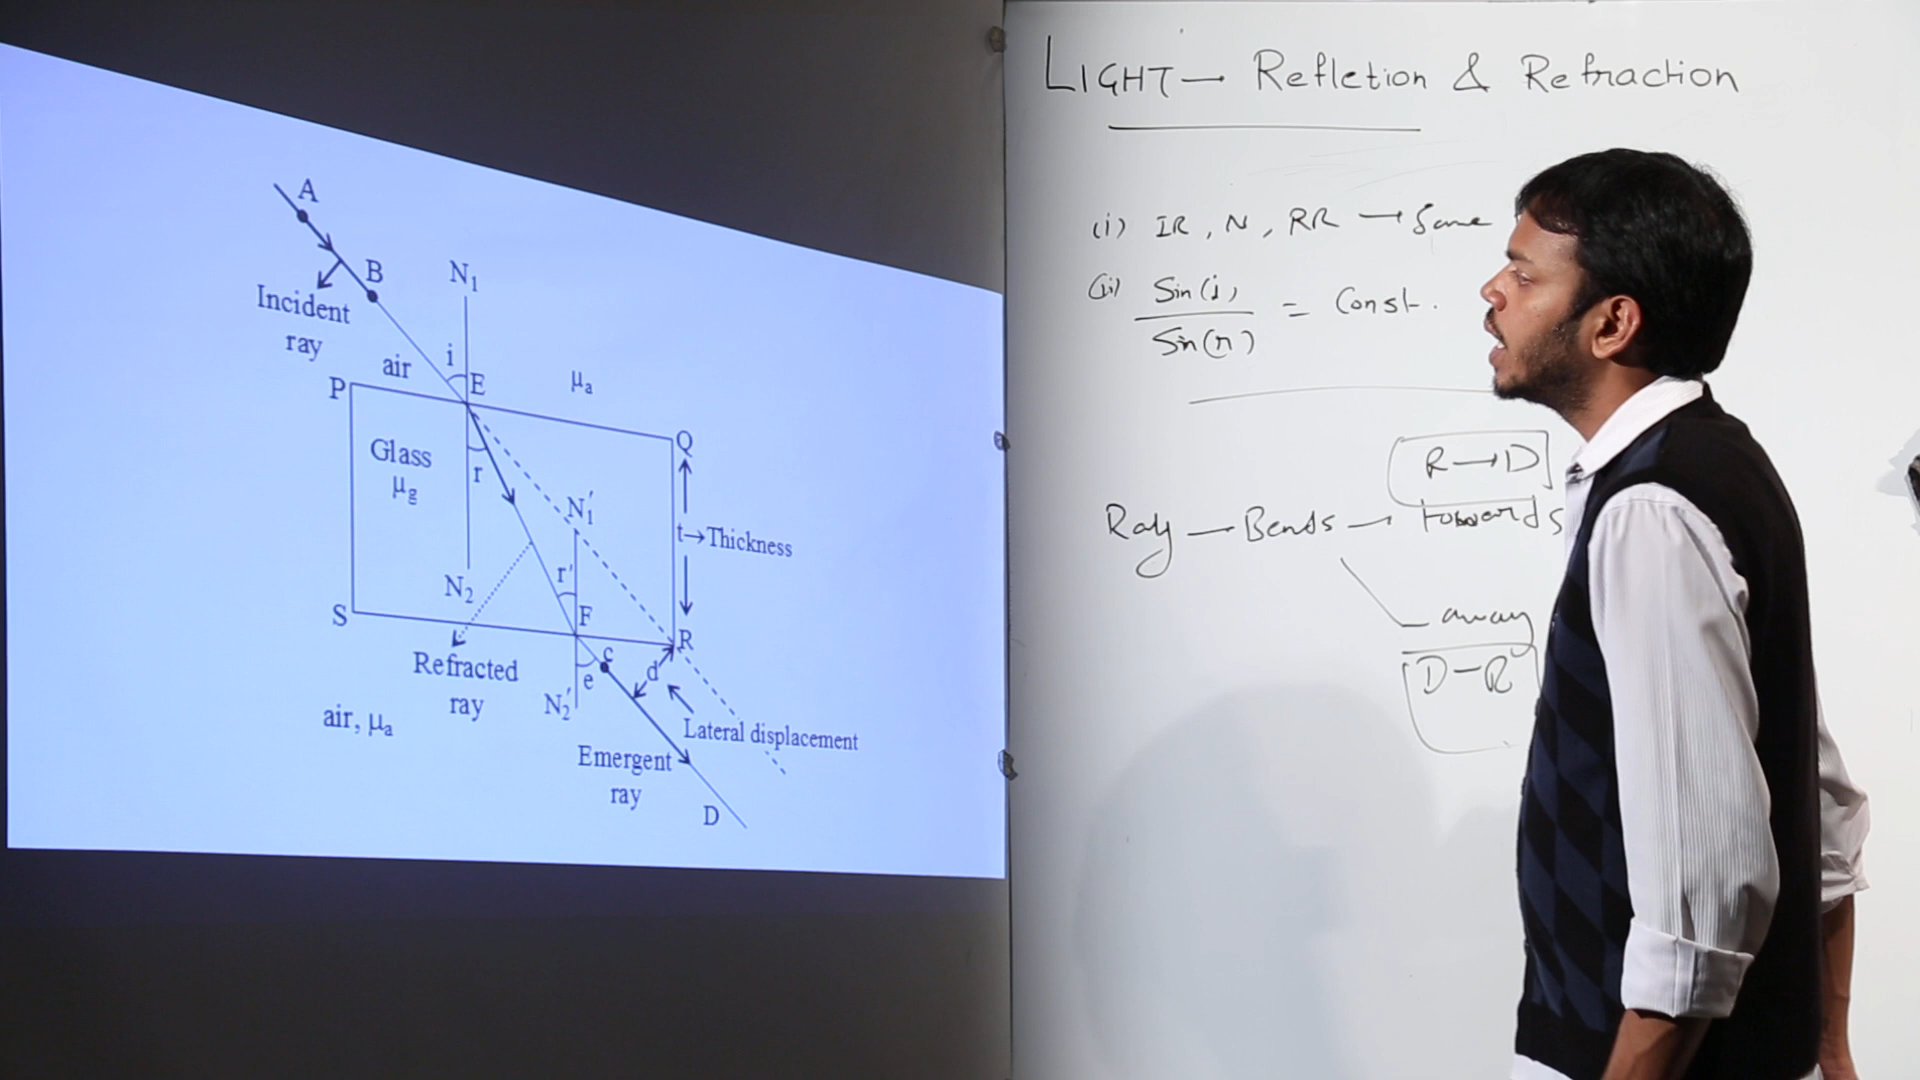 A
B
N₁
Incident
ray
air
i
E
μₐ
P
Q
Glass
μ_g
r
N₁′
t→Thickness
N₂
r′
S
F
R
c
Refracted
ray
e
d
N₂′
air, μₐ
Lateral displacement
Emergent
ray
D
LIGHT → Refletion & Refraction
(i) IR, N, RR → Same
(ii) Sin(i)
Sin(r) = Const.
R → D
Ray → Bends → towards
away
D - R